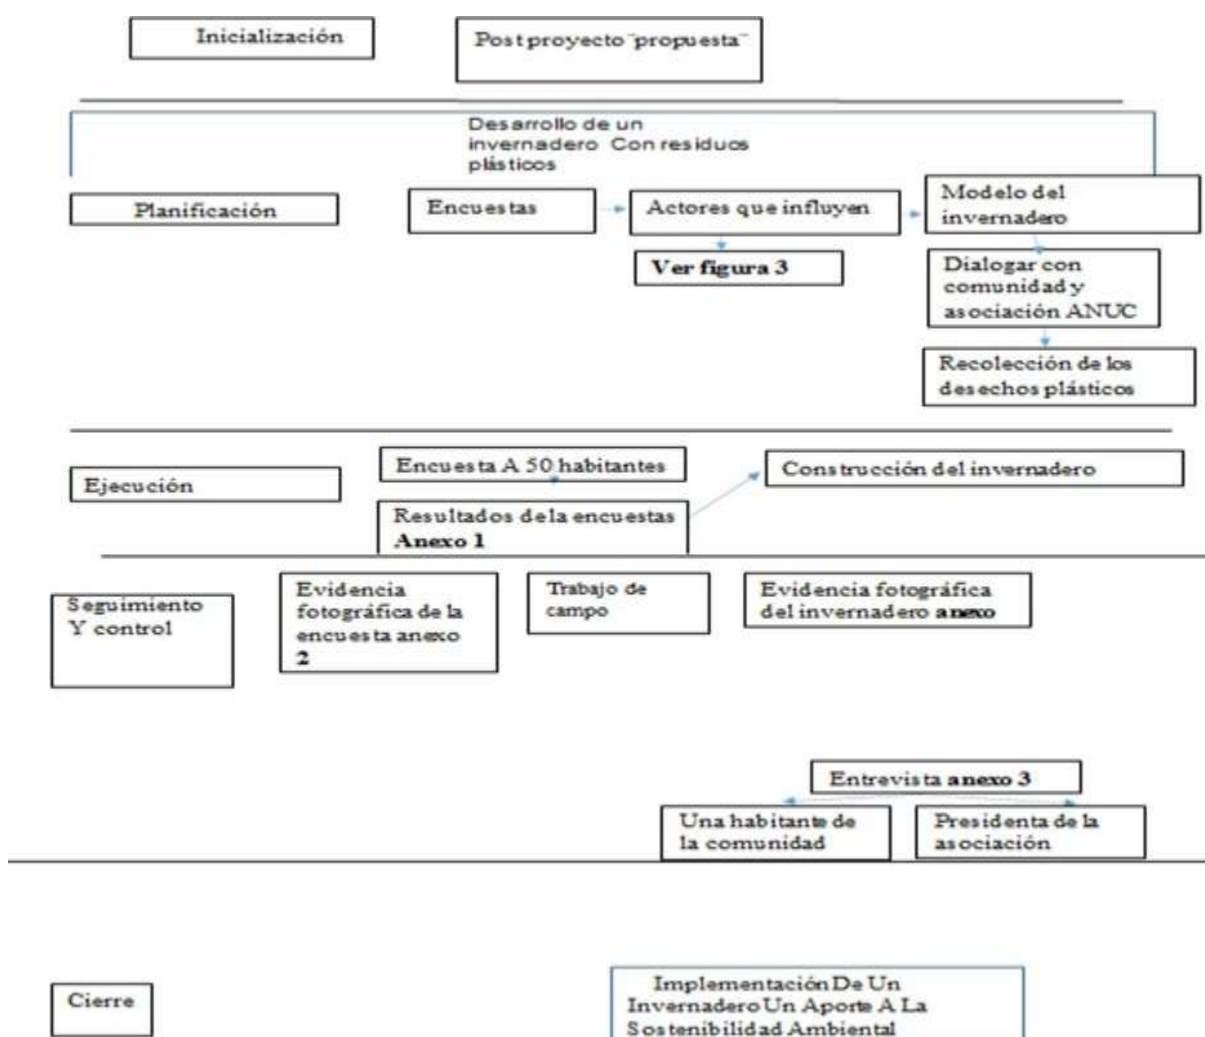 Inicialización
Post proyecto ¨propuesta¨
Desarrollo de un
invernadero Con residuos
plásticos
Planificación
Encuestas
Actores que influyen
Modelo del
invernadero
Ver figura 3
Dialogar con
comunidad y
asociación ANUC
Recolección de los
desechos plásticos
Ejecución
Encuesta A 50 habitantes
Construcción del invernadero
Resultados de la encuestas
Anexo 1
Seguimiento
Y control
Evidencia
fotográfica de la
encuesta anexo
2
Trabajo de
campo
Evidencia fotográfica
del invernadero anexo
Entrevista anexo 3
Una habitante de
la comunidad
Presidenta de la
asociación
Cierre
Implementación De Un
Invernadero Un Aporte A La
Sostenibilidad Ambiental